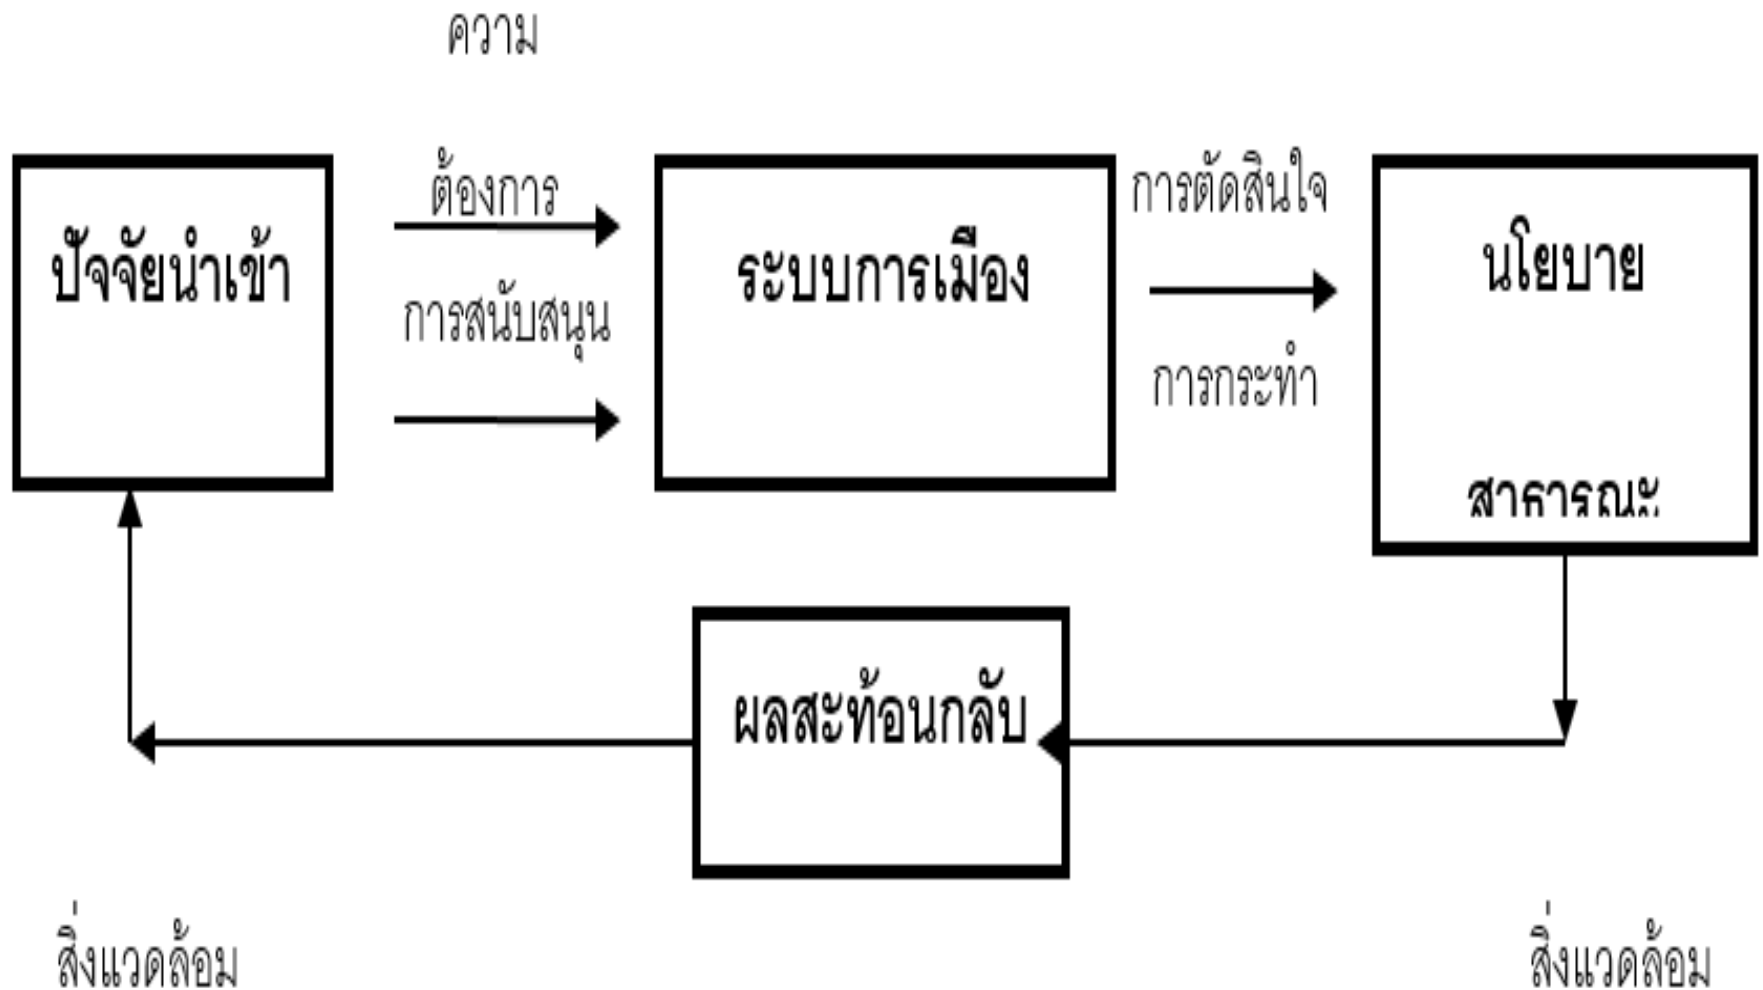 ความ
ต้องการ
การสนับสนุน
ปัจจัยนำเข้า
ระบบการเมือง
การตัดสินใจ
การกระทำ
นโยบาย
สาธารณะ
ผลสะท้อนกลับ
สิ่งแวดล้อม
สิ่งแวดล้อม